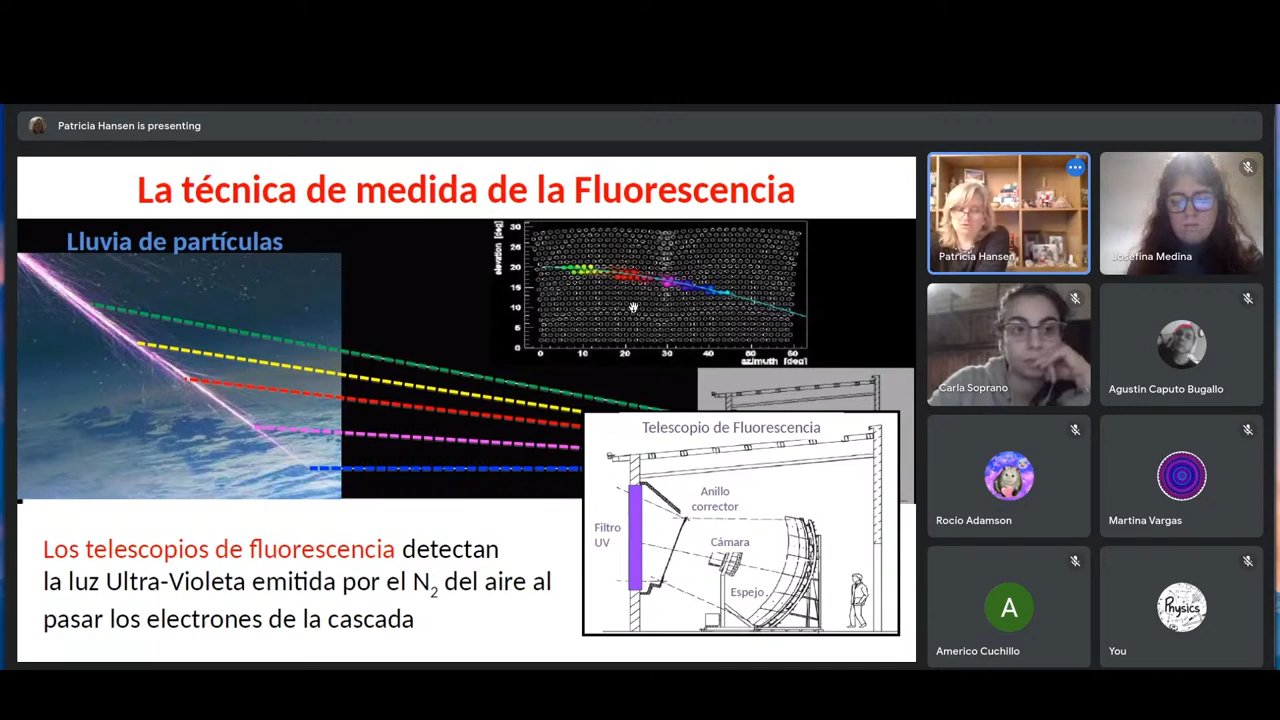 Patricia Hansen is presenting
La técnica de medida de la Fluorescencia
Lluvia de partículas
elevation [deg]
30
25
20
15
10
5
0
0 10 20 30 40 50 60
azimuth [deg]
Telescopio de Fluorescencia
Anillo
corrector
Filtro
UV
Cámara
Espejo
Los telescopios de fluorescencia detectan
la luz Ultra-Violeta emitida por el N2 del aire al
pasar los electrones de la cascada
Patricia Hansen
Josefina Medina
Carla Soprano
Agustin Caputo Bugallo
Rocio Adamson
Martina Vargas
A
Americo Cuchillo
Physics
You